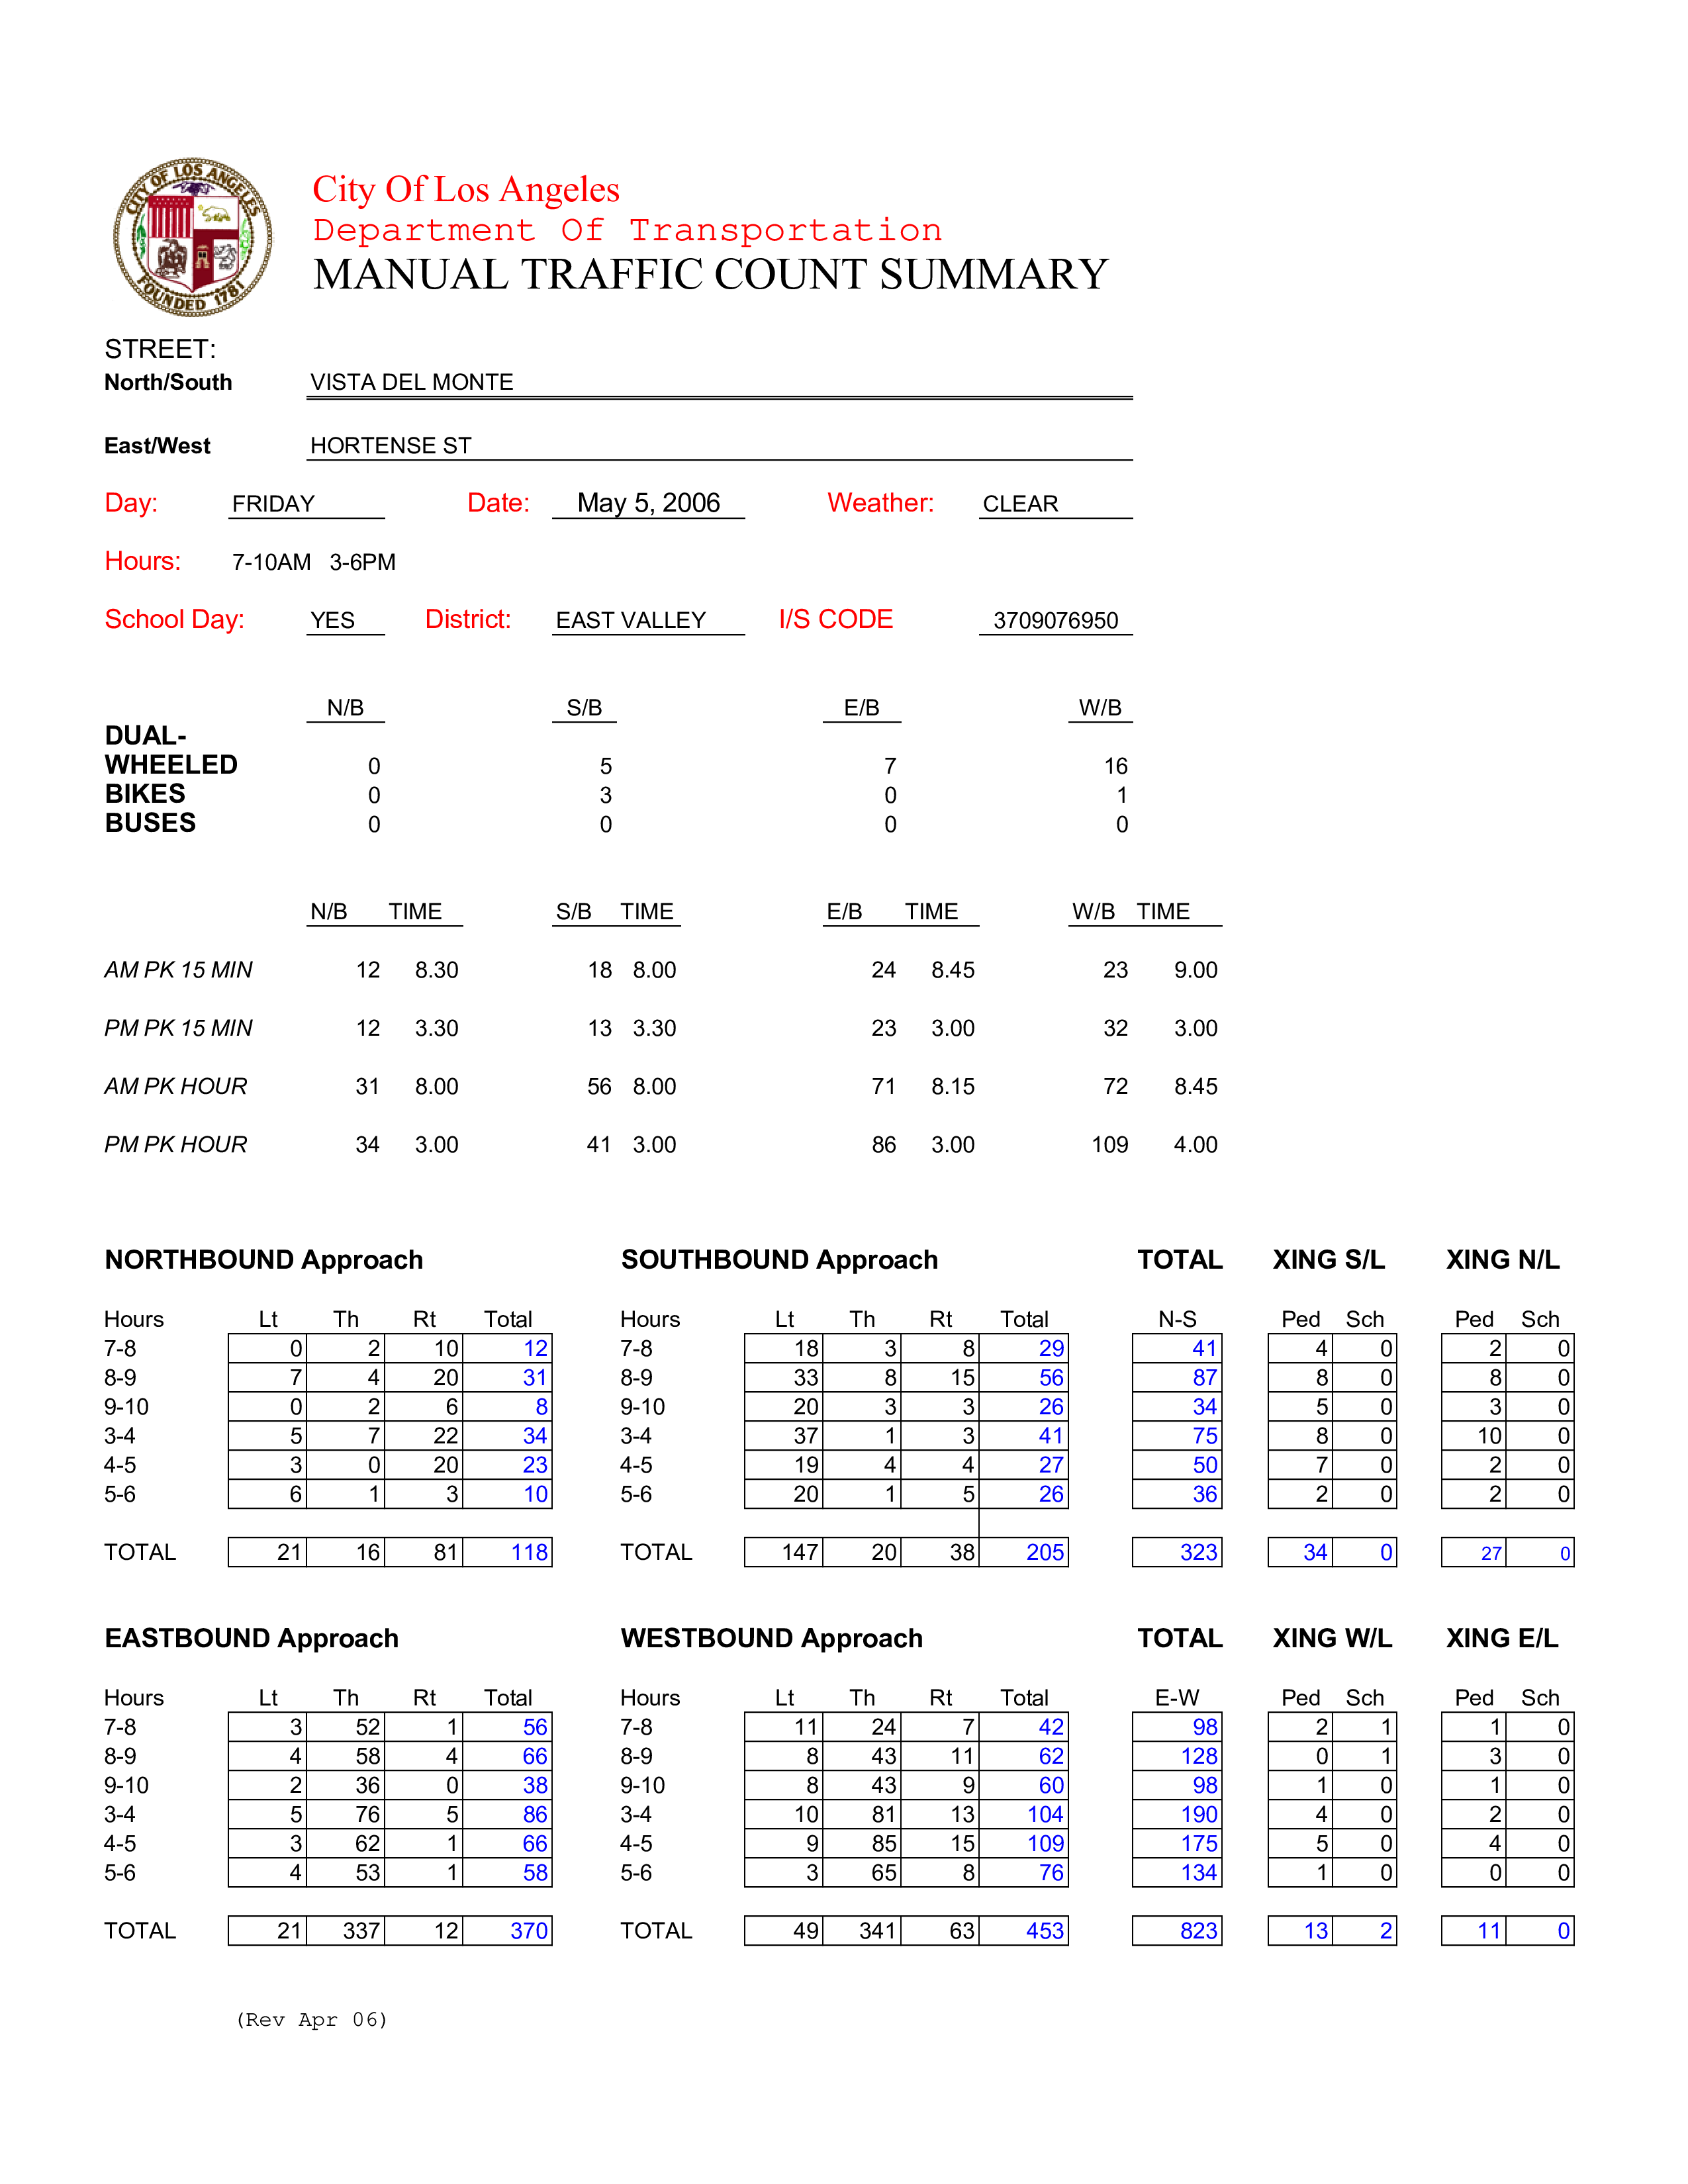 CITY OF LOS ANGELES
FOUNDED 1781
City Of Los Angeles
Department Of Transportation
MANUAL TRAFFIC COUNT SUMMARY
STREET:
North/South VISTA DEL MONTE
East/West HORTENSE ST
Day: FRIDAY Date: May 5, 2006 Weather: CLEAR
Hours: 7-10AM 3-6PM
School Day: YES District: EAST VALLEY I/S CODE 3709076950
N/B S/B E/B W/B
DUAL-
WHEELED 0 5 7 16
BIKES 0 3 0 1
BUSES 0 0 0 0
N/B TIME S/B TIME E/B TIME W/B TIME
AM PK 15 MIN 12 8.30 18 8.00 24 8.45 23 9.00
PM PK 15 MIN 12 3.30 13 3.30 23 3.00 32 3.00
AM PK HOUR 31 8.00 56 8.00 71 8.15 72 8.45
PM PK HOUR 34 3.00 41 3.00 86 3.00 109 4.00
NORTHBOUND Approach SOUTHBOUND Approach TOTAL XING S/L XING N/L
Hours Lt Th Rt Total Hours Lt Th Rt Total N-S Ped Sch Ped Sch
7-8 0 2 10 12 7-8 18 3 8 29 41 4 0 2 0
8-9 7 4 20 31 8-9 33 8 15 56 87 8 0 8 0
9-10 0 2 6 8 9-10 20 3 3 26 34 5 0 3 0
3-4 5 7 22 34 3-4 37 1 3 41 75 8 0 10 0
4-5 3 0 20 23 4-5 19 4 4 27 50 7 0 2 0
5-6 6 1 3 10 5-6 20 1 5 26 36 2 0 2 0
TOTAL 21 16 81 118 TOTAL 147 20 38 205 323 34 0 27 0
EASTBOUND Approach WESTBOUND Approach TOTAL XING W/L XING E/L
Hours Lt Th Rt Total Hours Lt Th Rt Total E-W Ped Sch Ped Sch
7-8 3 52 1 56 7-8 11 24 7 42 98 2 1 1 0
8-9 4 58 4 66 8-9 8 43 11 62 128 0 1 3 0
9-10 2 36 0 38 9-10 8 43 9 60 98 1 0 1 0
3-4 5 76 5 86 3-4 10 81 13 104 190 4 0 2 0
4-5 3 62 1 66 4-5 9 85 15 109 175 5 0 4 0
5-6 4 53 1 58 5-6 3 65 8 76 134 1 0 0 0
TOTAL 21 337 12 370 TOTAL 49 341 63 453 823 13 2 11 0
(Rev Apr 06)